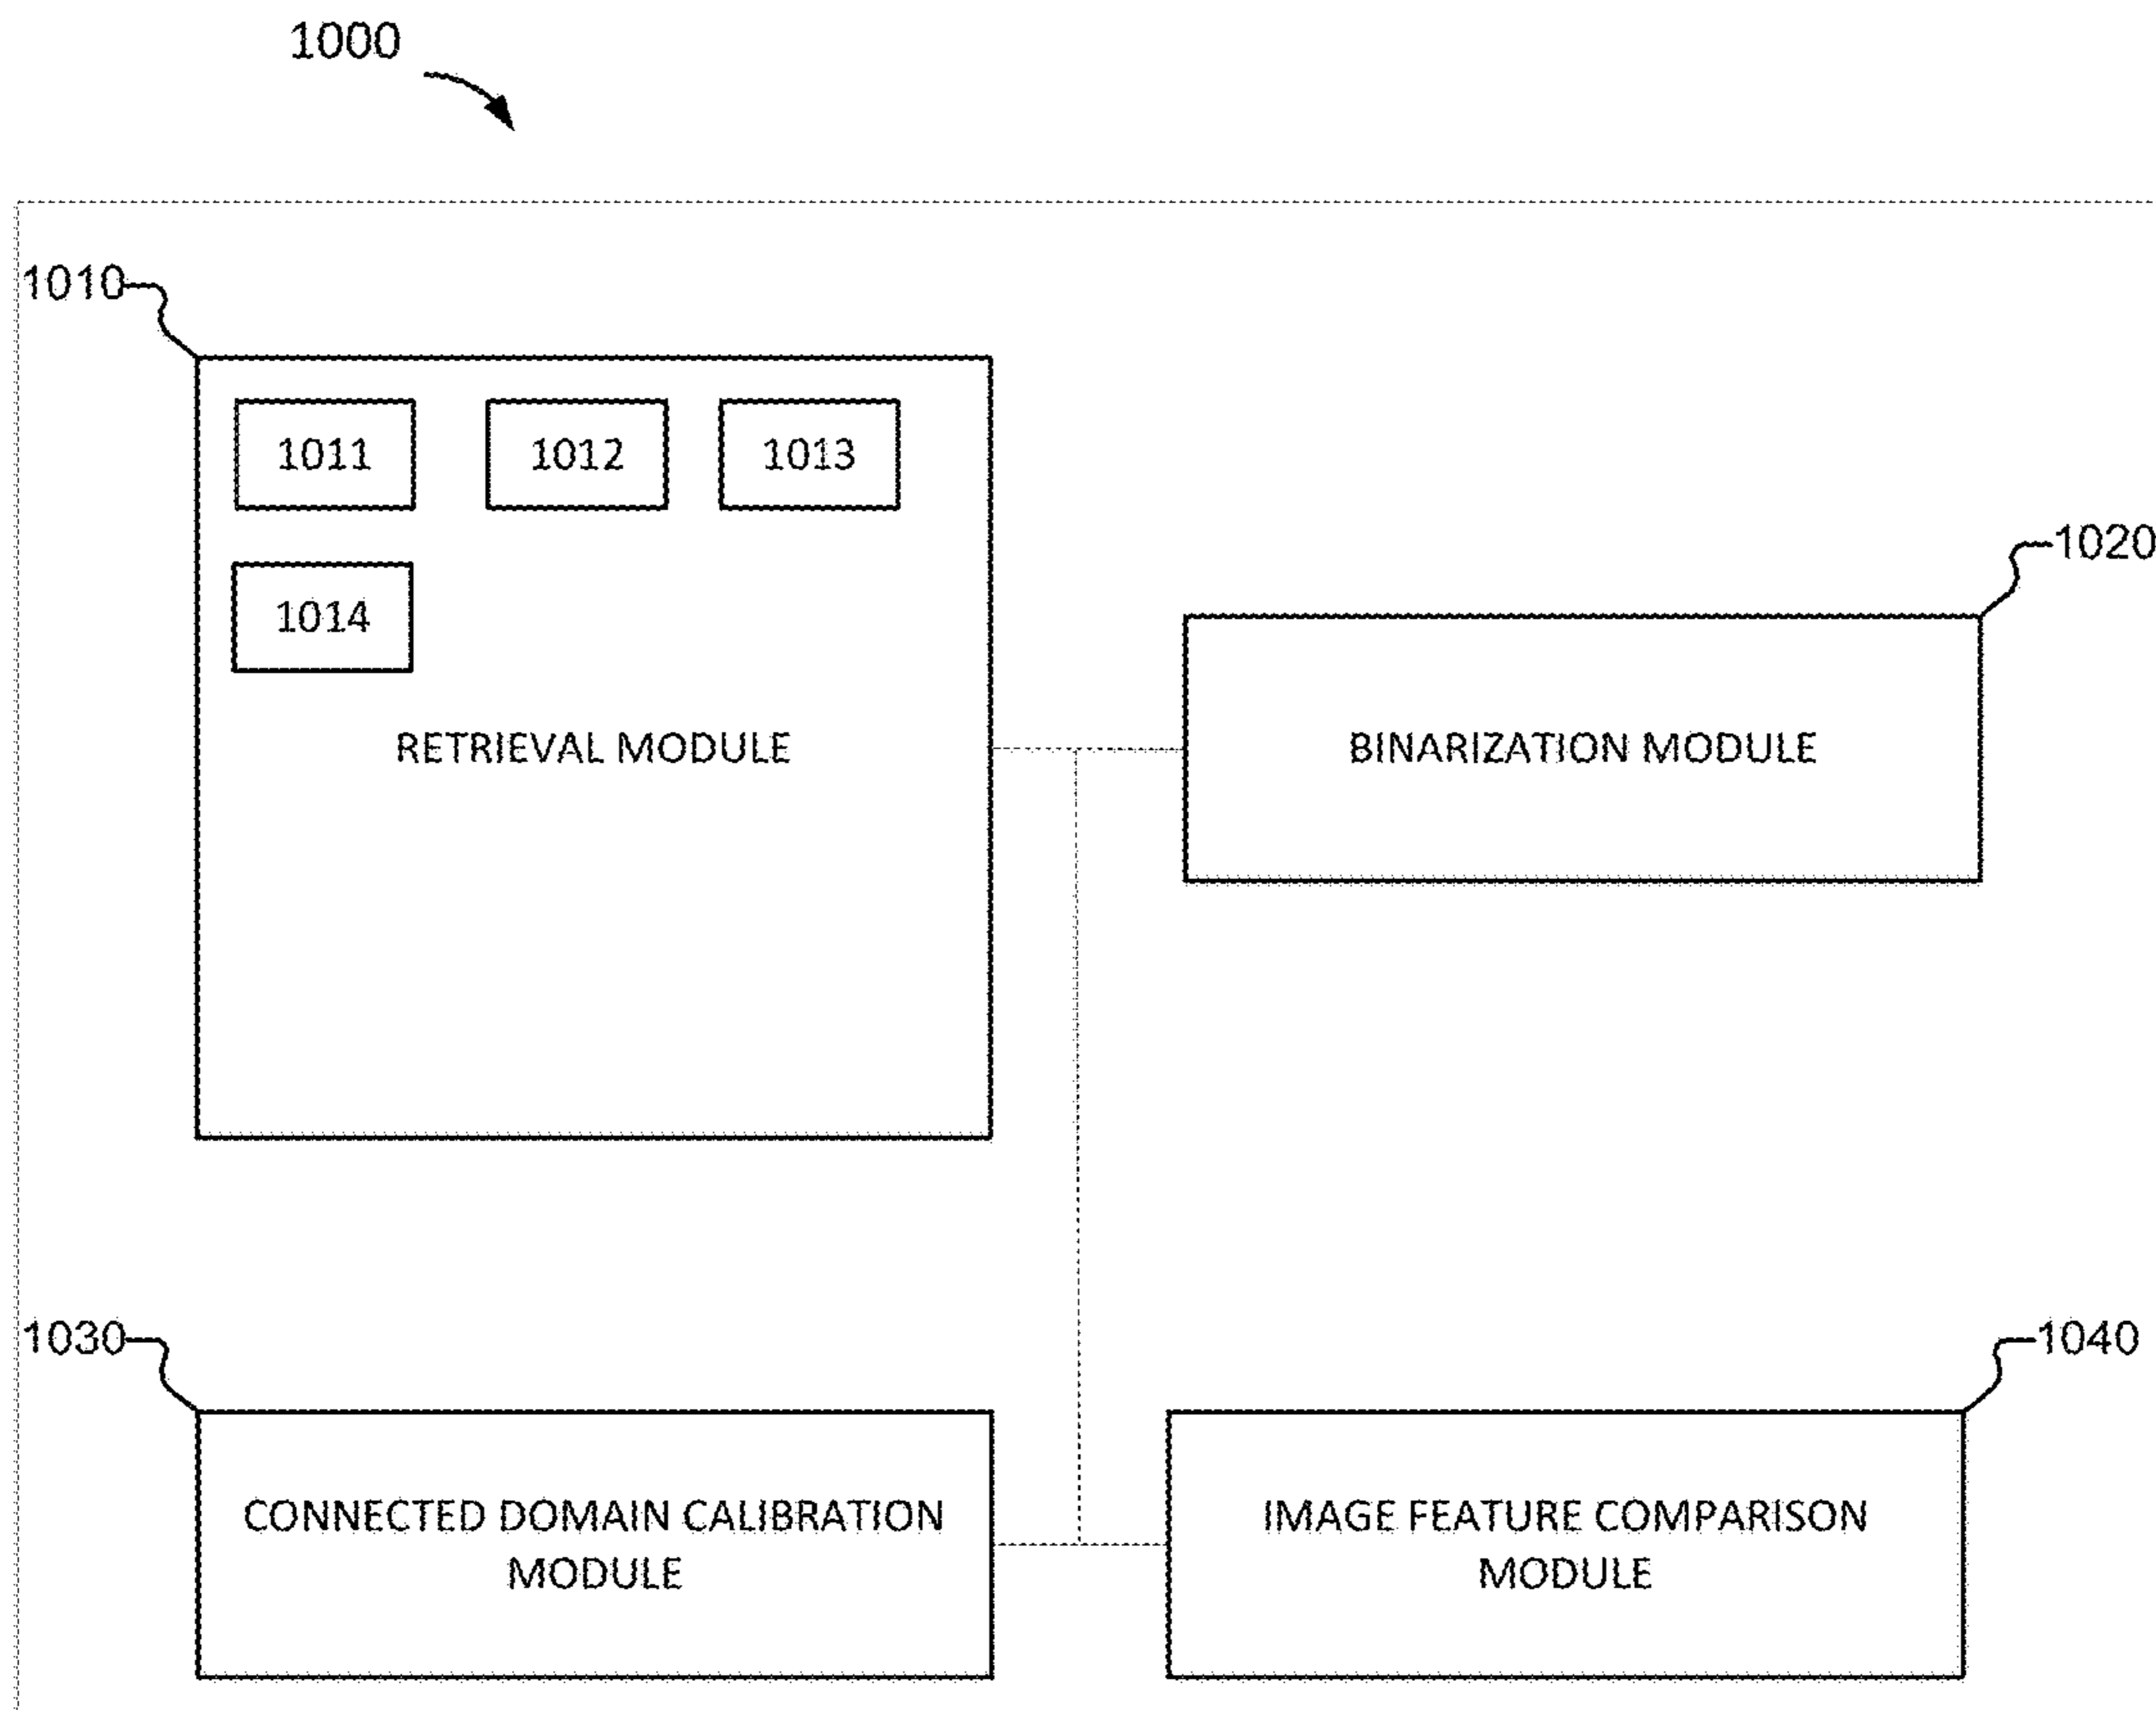 1000
1010
1011
1012
1013
1014
1020
RETRIEVAL MODULE
BINARIZATION MODULE
1030
1040
CONNECTED DOMAIN CALIBRATION
MODULE
IMAGE FEATURE COMPARISON
MODULE